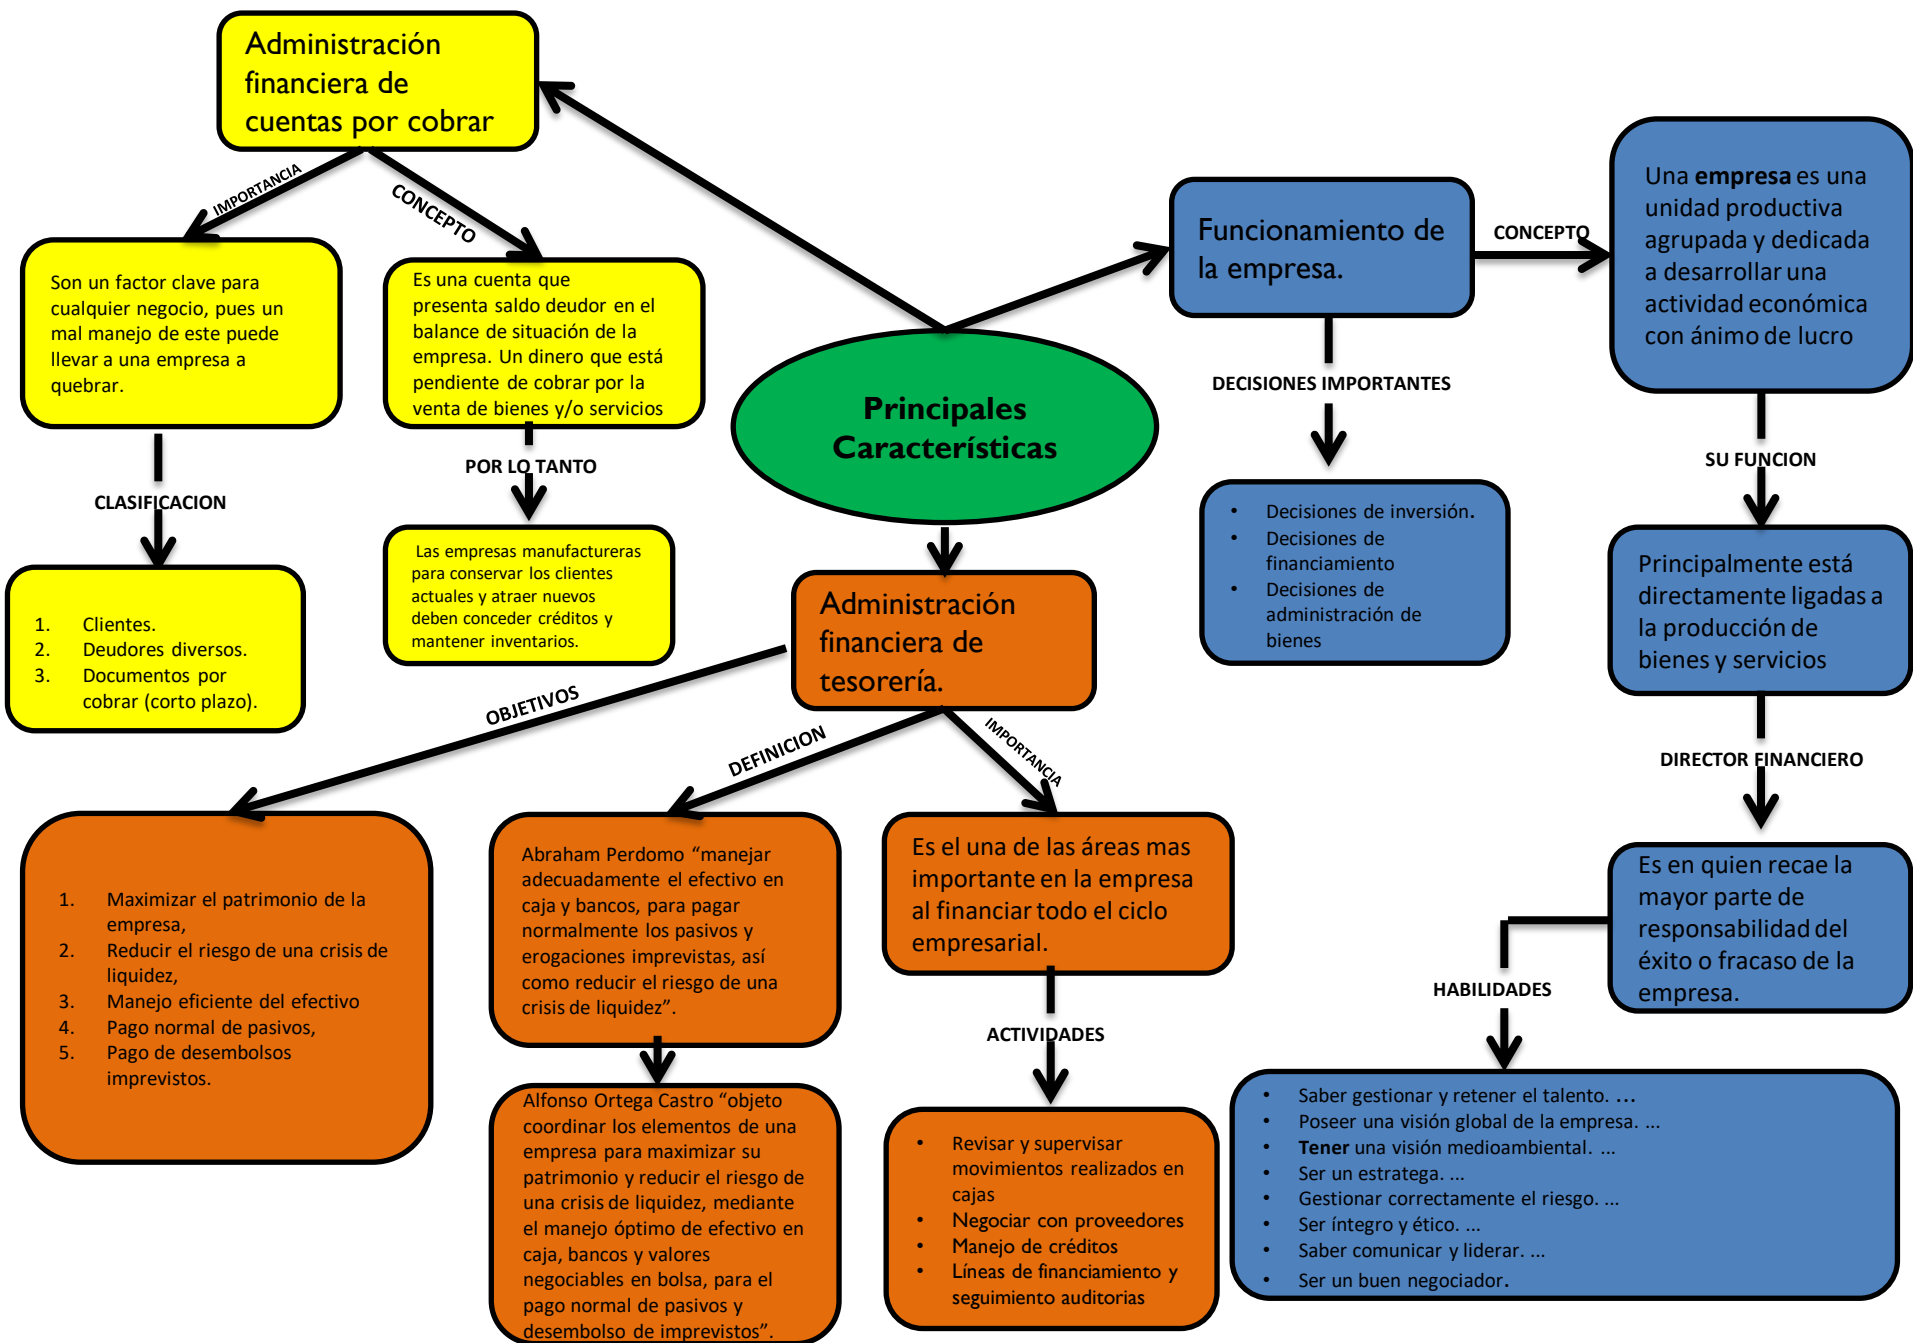 Administración
financiera de
cuentas por cobrar
IMPORTANCIA
CONCEPTO
Son un factor clave para
cualquier negocio, pues un
mal manejo de este puede
llevar a una empresa a
quebrar.
Es una cuenta que
presenta saldo deudor en el
balance de situación de la
empresa. Un dinero que está
pendiente de cobrar por la
venta de bienes y/o servicios
CLASIFICACION
POR LO TANTO
1. Clientes.
2. Deudores diversos.
3. Documentos por
cobrar (corto plazo).
Las empresas manufactureras
para conservar los clientes
actuales y atraer nuevos
deben conceder créditos y
mantener inventarios.
Principales
Características
Funcionamiento de
la empresa.
CONCEPTO
Una empresa es una
unidad productiva
agrupada y dedicada
a desarrollar una
actividad económica
con ánimo de lucro
DECISIONES IMPORTANTES
• Decisiones de inversión.
• Decisiones de
financiamiento
• Decisiones de
administración de
bienes
SU FUNCION
Principalmente está
directamente ligadas a
la producción de
bienes y servicios
DIRECTOR FINANCIERO
Es en quien recae la
mayor parte de
responsabilidad del
éxito o fracaso de la
empresa.
HABILIDADES
• Saber gestionar y retener el talento. ...
• Poseer una visión global de la empresa. ...
• Tener una visión medioambiental. ...
• Ser un estratega. ...
• Gestionar correctamente el riesgo. ...
• Ser íntegro y ético. ...
• Saber comunicar y liderar. ...
• Ser un buen negociador.
Administración
financiera de
tesorería.
OBJETIVOS
DEFINICION
IMPORTANCIA
1. Maximizar el patrimonio de la
empresa,
2. Reducir el riesgo de una crisis de
liquidez,
3. Manejo eficiente del efectivo
4. Pago normal de pasivos,
5. Pago de desembolsos
imprevistos.
Abraham Perdomo “manejar
adecuadamente el efectivo en
caja y bancos, para pagar
normalmente los pasivos y
erogaciones imprevistas, así
como reducir el riesgo de una
crisis de liquidez”.
Alfonso Ortega Castro “objeto
coordinar los elementos de una
empresa para maximizar su
patrimonio y reducir el riesgo de
una crisis de liquidez, mediante
el manejo óptimo de efectivo en
caja, bancos y valores
negociables en bolsa, para el
pago normal de pasivos y
desembolso de imprevistos”.
Es el una de las áreas mas
importante en la empresa
al financiar todo el ciclo
empresarial.
ACTIVIDADES
• Revisar y supervisar
movimientos realizados en
cajas
• Negociar con proveedores
• Manejo de créditos
• Líneas de financiamiento y
seguimiento auditorias